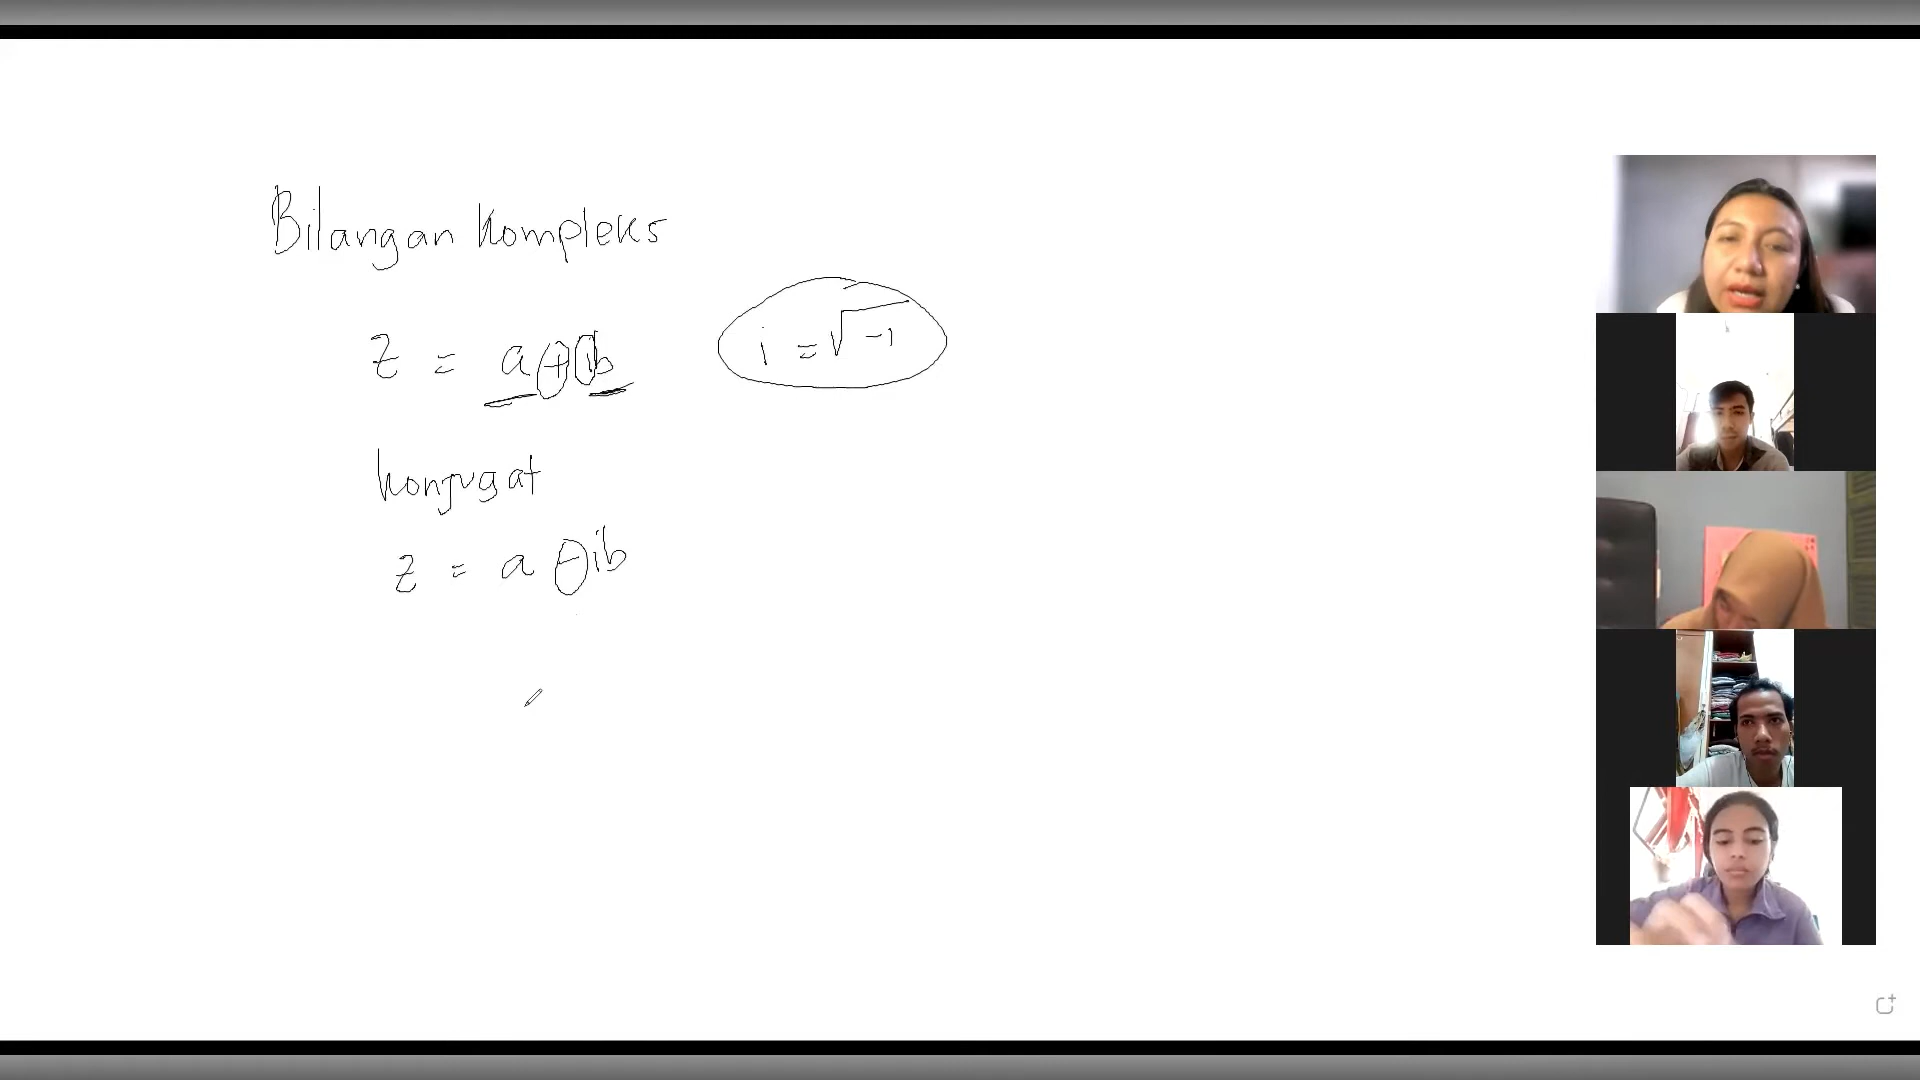 Bilangan Kompleks
z = a + ib
i = √-1
konjugat
z = a - ib